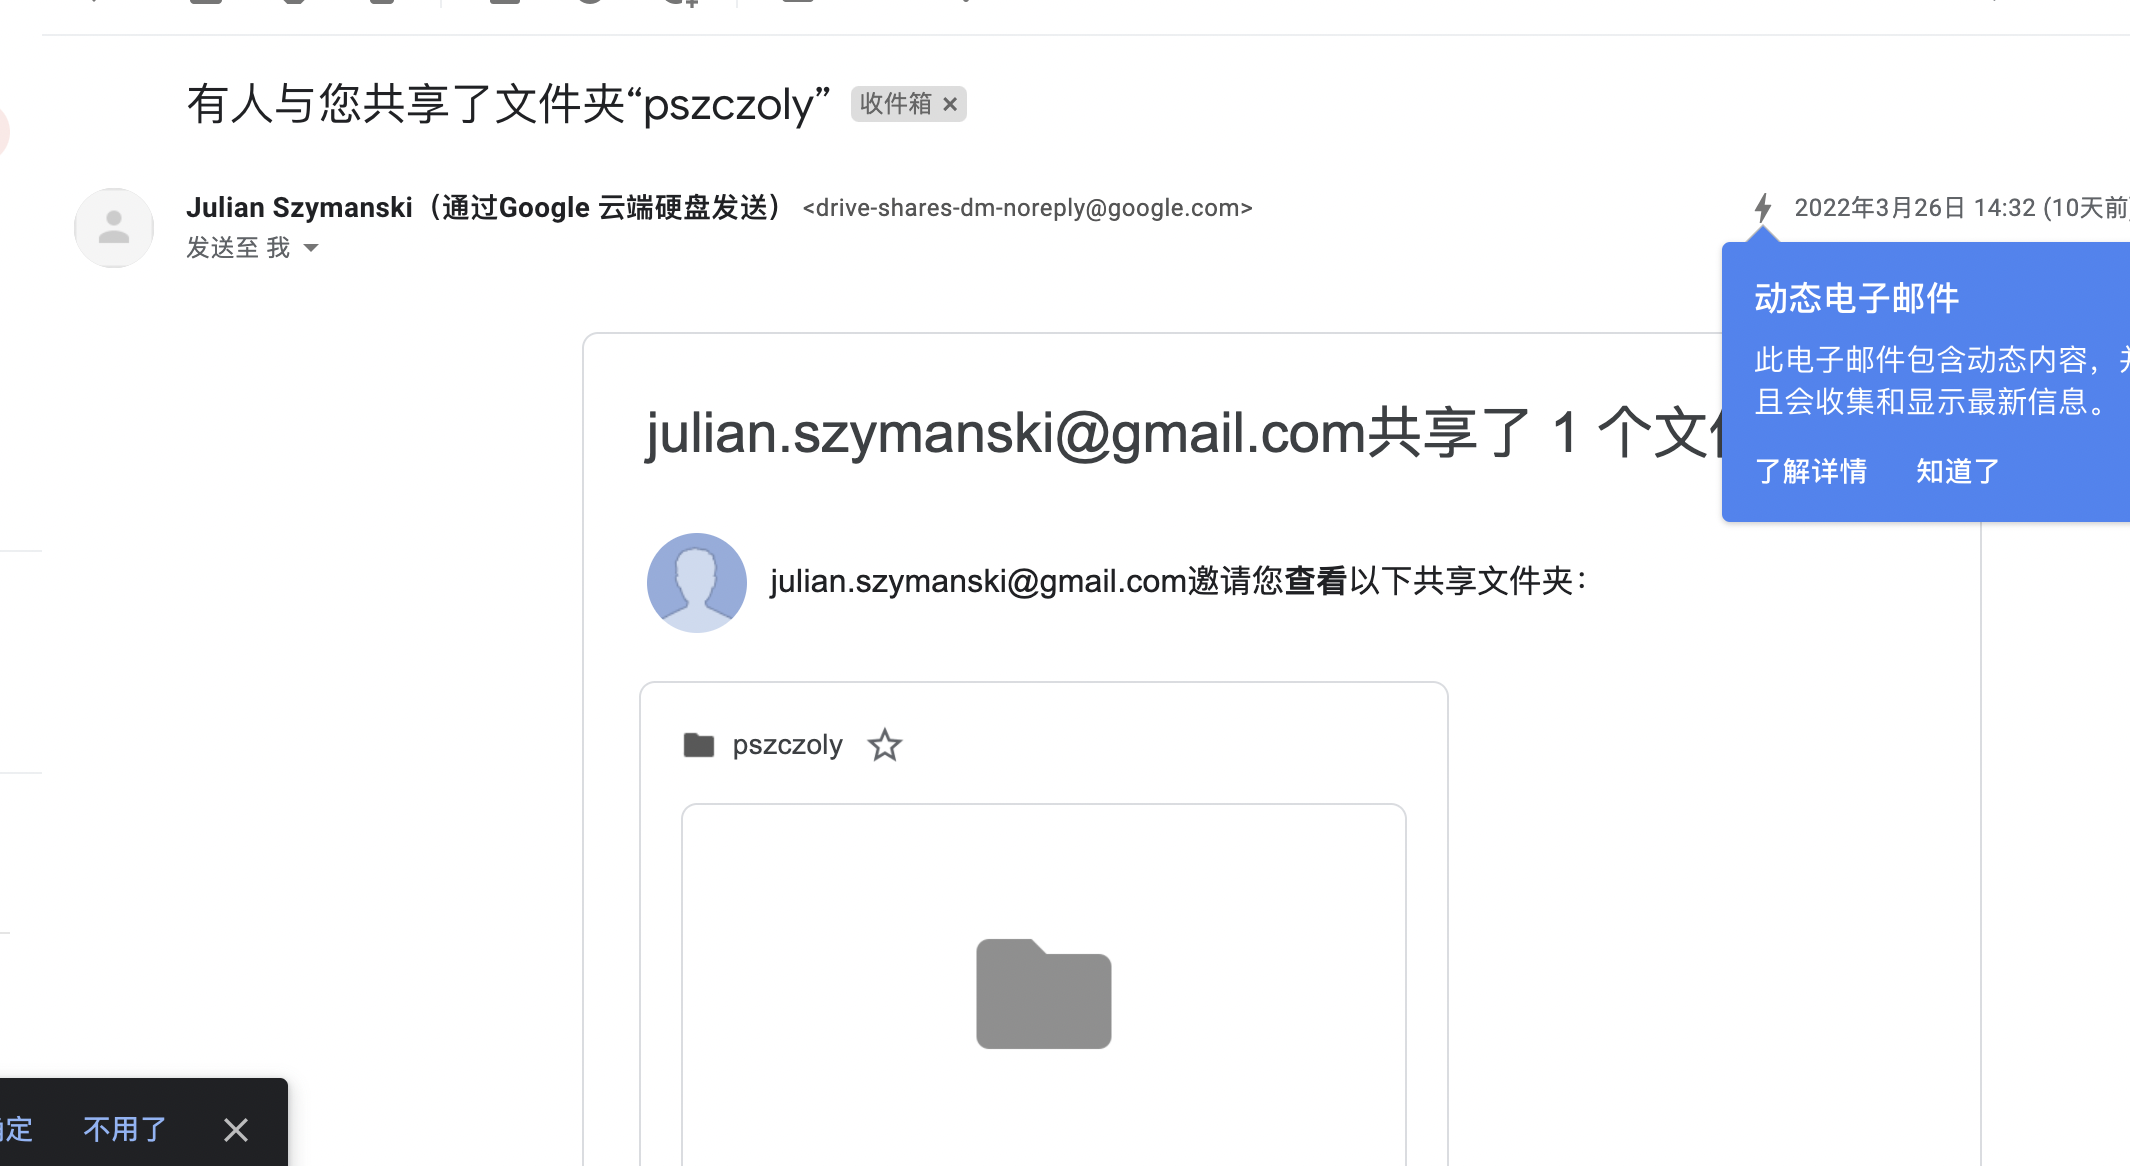 有人与您共享了文件夹“pszczoly” 收件箱 ×
Julian Szymanski（通过Google 云端硬盘发送） <drive-shares-dm-noreply@google.com> 2022年3月26日 14:32 (10天前)
发送至 我
动态电子邮件
此电子邮件包含动态内容，并
且会收集和显示最新信息。
了解详情 知道了
julian.szymanski@gmail.com共享了 1 个文件
julian.szymanski@gmail.com邀请您查看以下共享文件夹：
pszczoly
确定 不用了